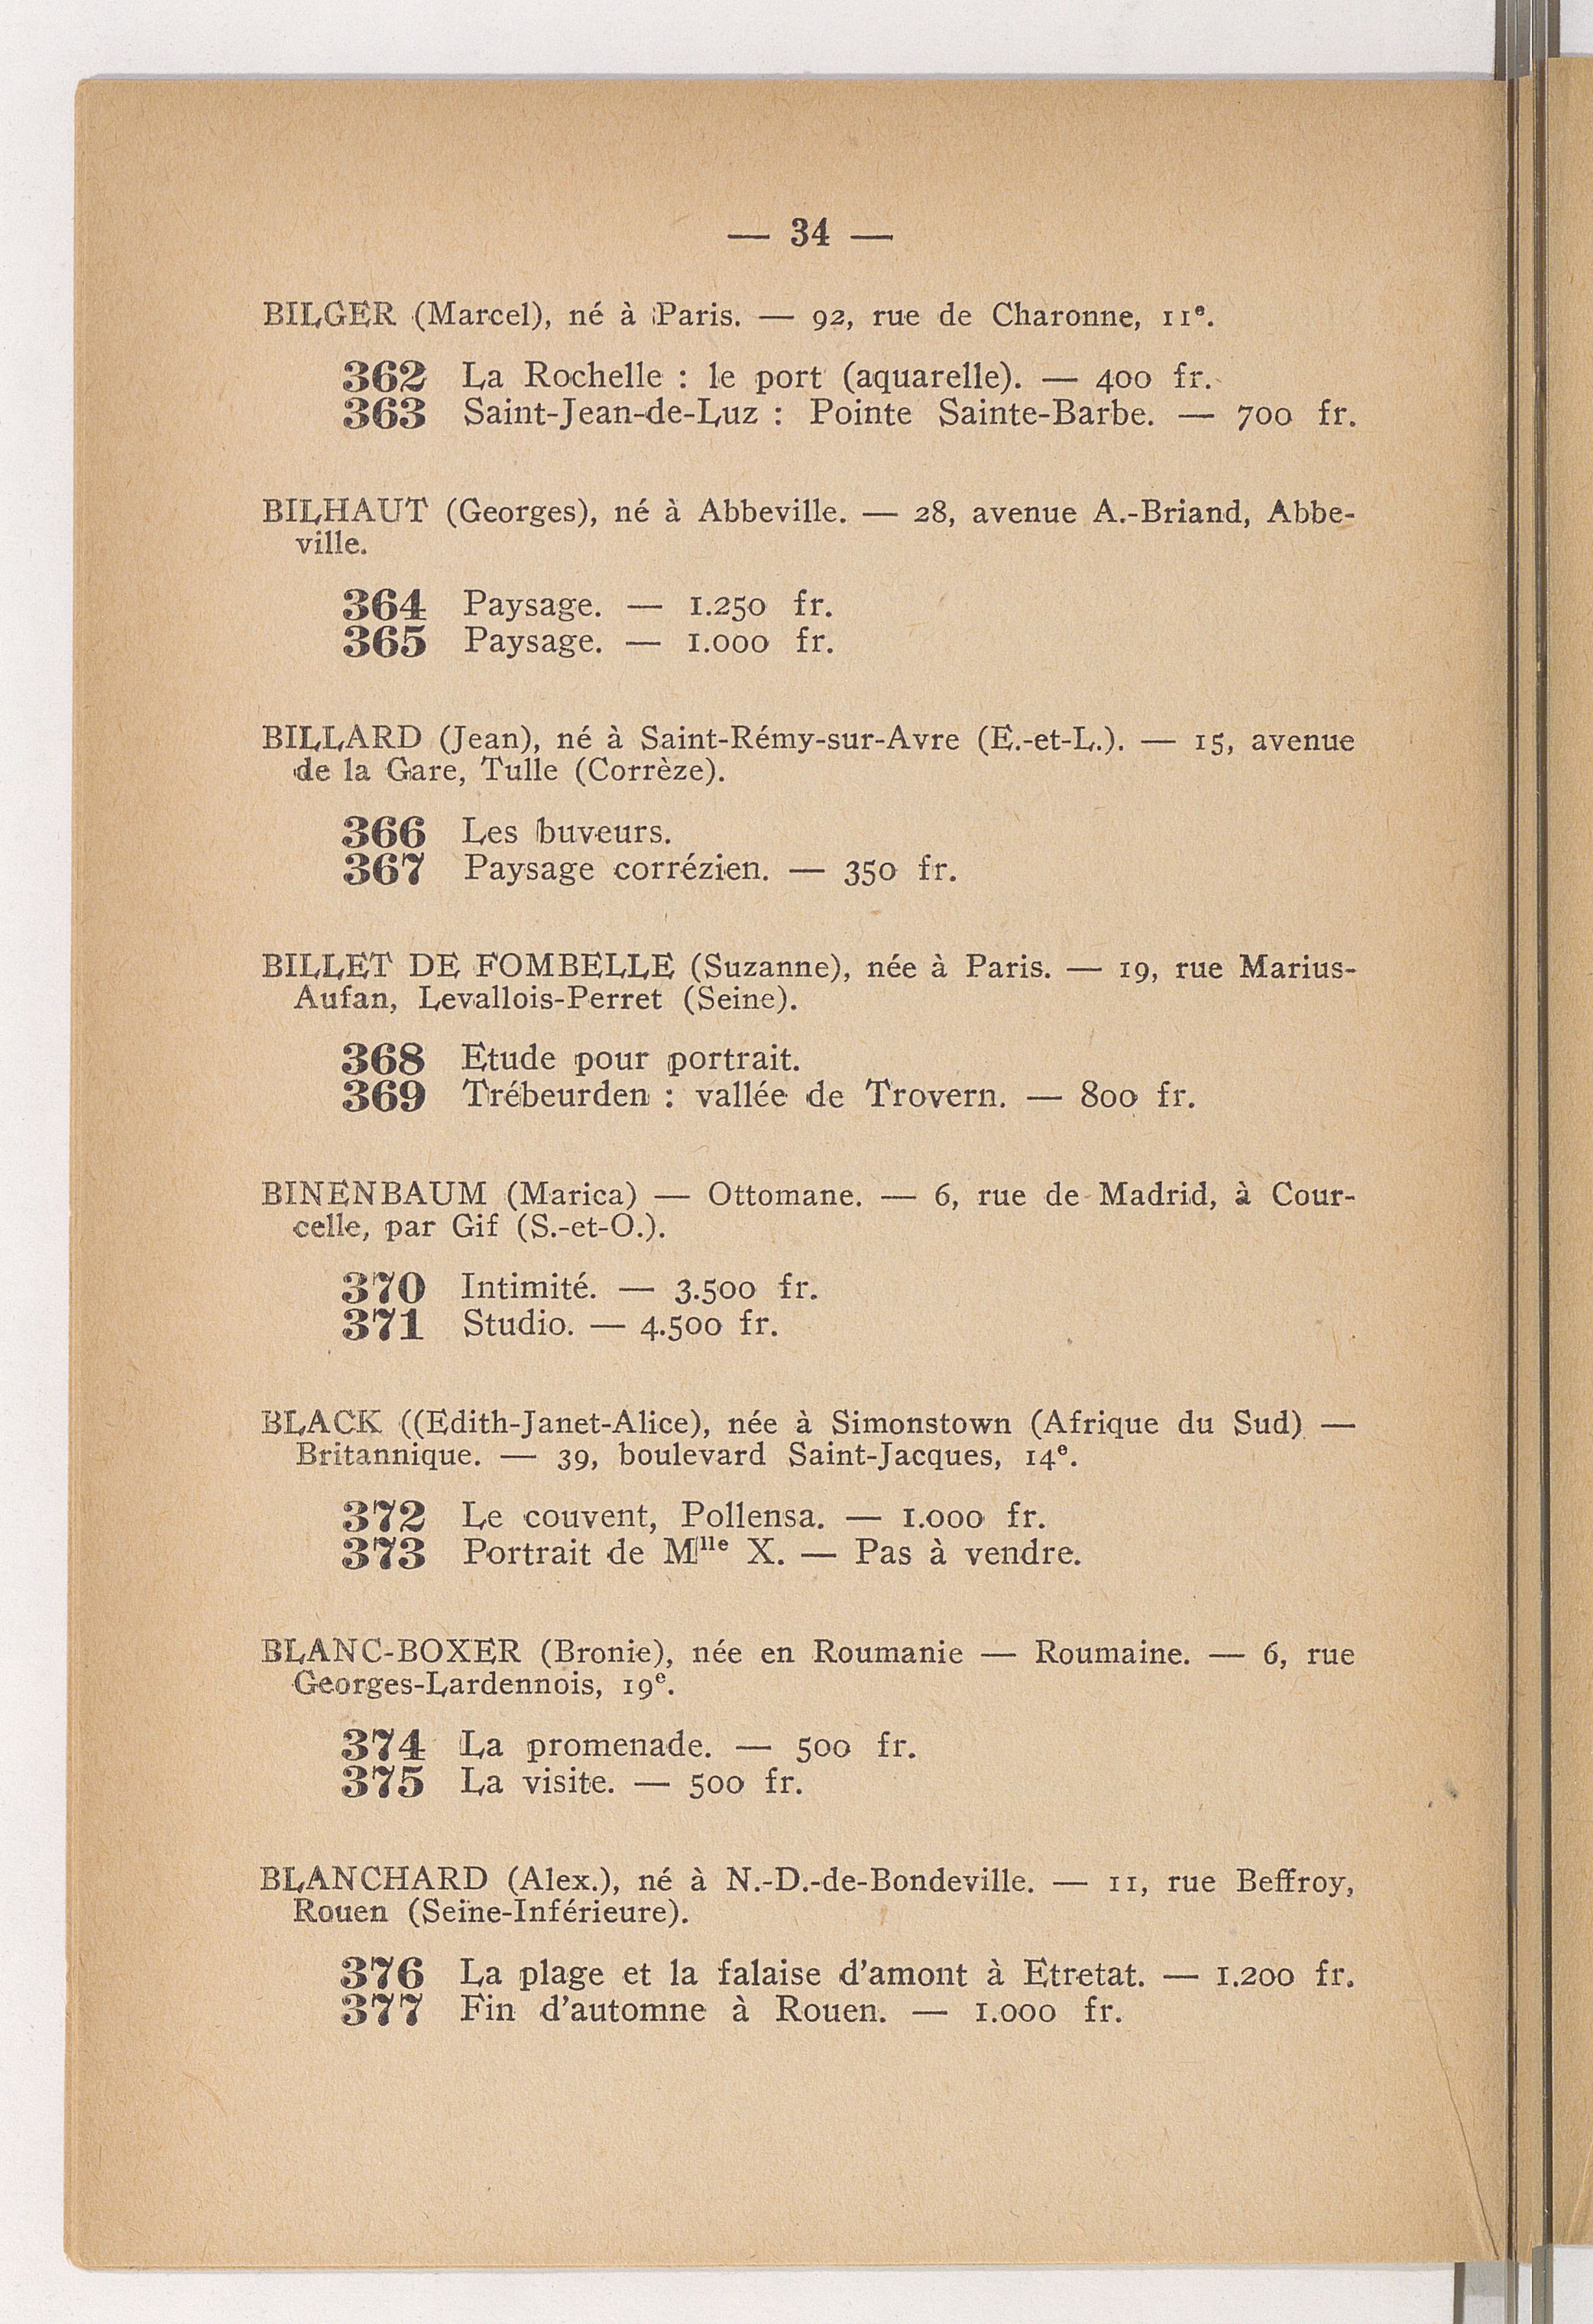 — 34 —
BILGER (Marcel), né à Paris. — 92, rue de Charonne, 11e.
362 La Rochelle : le port (aquarelle). — 400 fr.
363 Saint-Jean-de-Luz : Pointe Sainte-Barbe. — 700 fr.
BILHAUT (Georges), né à Abbeville. — 28, avenue A.-Briand, Abbe-
ville.
364 Paysage. — 1.250 fr.
365 Paysage. — 1.000 fr.
BILLARD (Jean), né à Saint-Rémy-sur-Avre (E.-et-L.). — 15, avenue
de la Gare, Tulle (Corrèze).
366 Les buveurs.
367 Paysage corrézien. — 350 fr.
BILLET DE FOMBELLE (Suzanne), née à Paris. — 19, rue Marius-
Aufan, Levallois-Perret (Seine).
368 Etude pour portrait.
369 Trébeurden : vallée de Trovern. — 800 fr.
BINENBAUM (Marica) — Ottomane. — 6, rue de Madrid, à Cour-
celle, par Gif (S.-et-O.).
370 Intimité. — 3.500 fr.
371 Studio. — 4.500 fr.
BLACK ((Edith-Janet-Alice), née à Simonstown (Afrique du Sud) —
Britannique. — 39, boulevard Saint-Jacques, 14e.
372 Le couvent, Pollensa. — 1.000 fr.
373 Portrait de Mlle X. — Pas à vendre.
BLANC-BOXER (Bronie), née en Roumanie — Roumaine. — 6, rue
Georges-Lardennois, 19e.
374 La promenade. — 500 fr.
375 La visite. — 500 fr.
BLANCHARD (Alex.), né à N.-D.-de-Bondeville. — 11, rue Beffroy,
Rouen (Seine-Inférieure).
376 La plage et la falaise d'amont à Etretat. — 1.200 fr.
377 Fin d'automne à Rouen. — 1.000 fr.